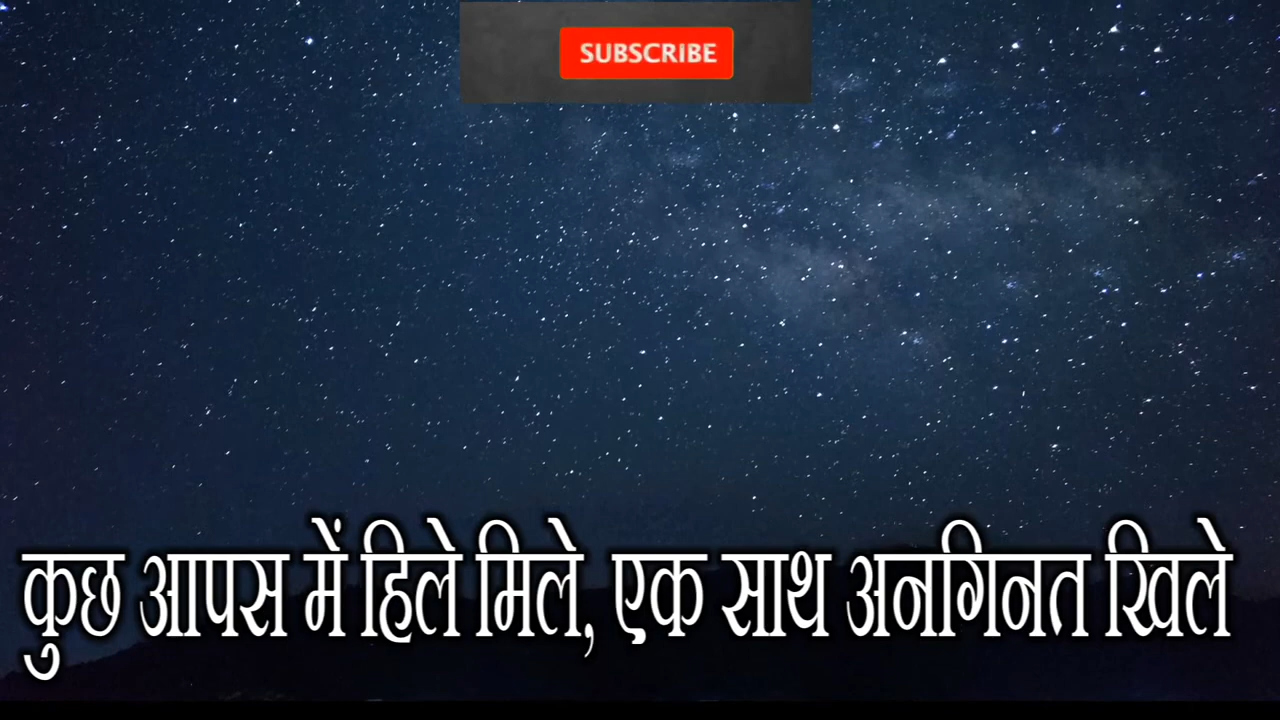 SUBSCRIBE
कुछ आपस में हिले मिले, एक साथ अनगिनत खिले